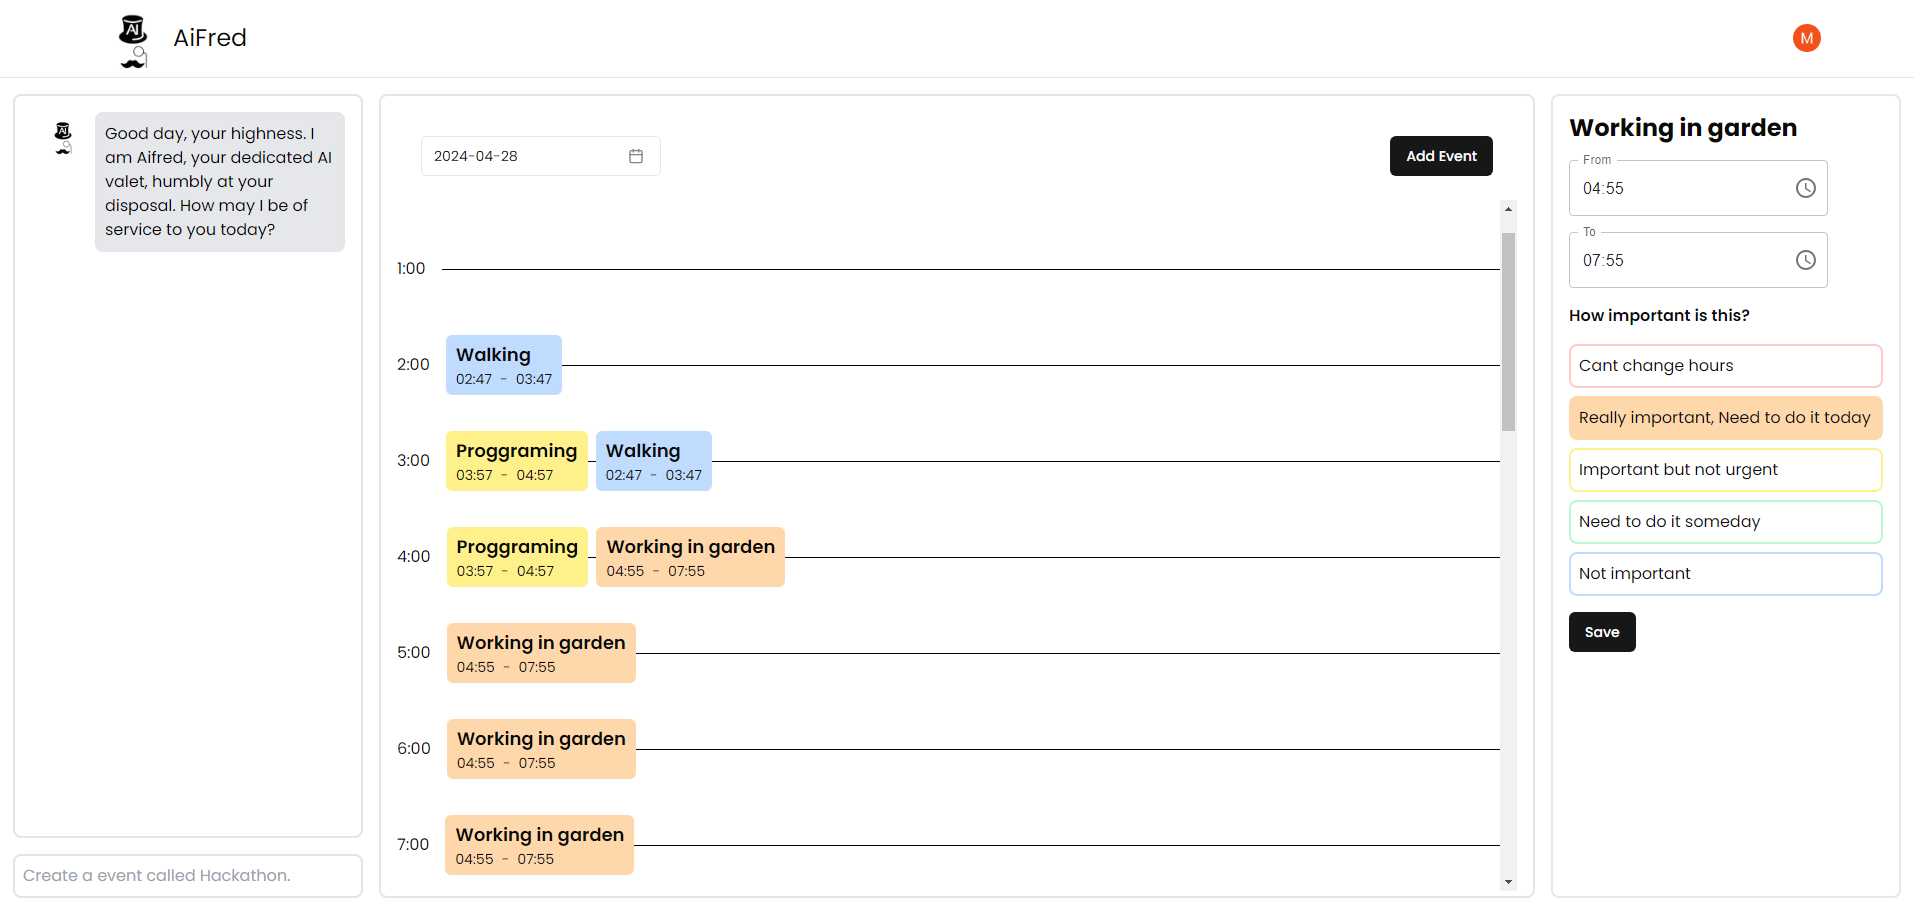 AI
AiFred
M
AI
Good day, your highness. I
am Aifred, your dedicated AI
valet, humbly at your
disposal. How may I be of
service to you today?
Create a event called Hackathon.
2024-04-28
Add Event
1:00
2:00
Walking
02:47 - 03:47
3:00
Proggraming
03:57 - 04:57
Walking
02:47 - 03:47
4:00
Proggraming
03:57 - 04:57
Working in garden
04:55 - 07:55
5:00
Working in garden
04:55 - 07:55
6:00
Working in garden
04:55 - 07:55
7:00
Working in garden
04:55 - 07:55
Working in garden
From
04:55
To
07:55
How important is this?
Cant change hours
Really important, Need to do it today
Important but not urgent
Need to do it someday
Not important
Save